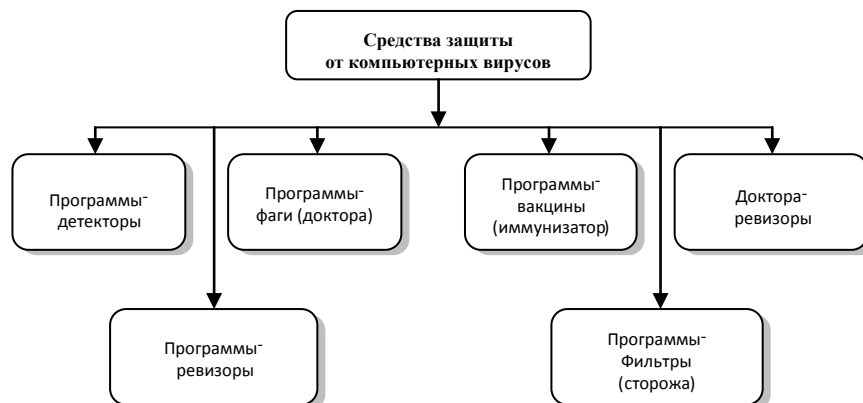 Средства защиты
от компьютерных вирусов
Программы-
детекторы
Программы-
фаги (доктора)
Программы-
вакцины
(иммунизатор)
Доктора-
ревизоры
Программы-
ревизоры
Программы-
Фильтры
(сторожа)